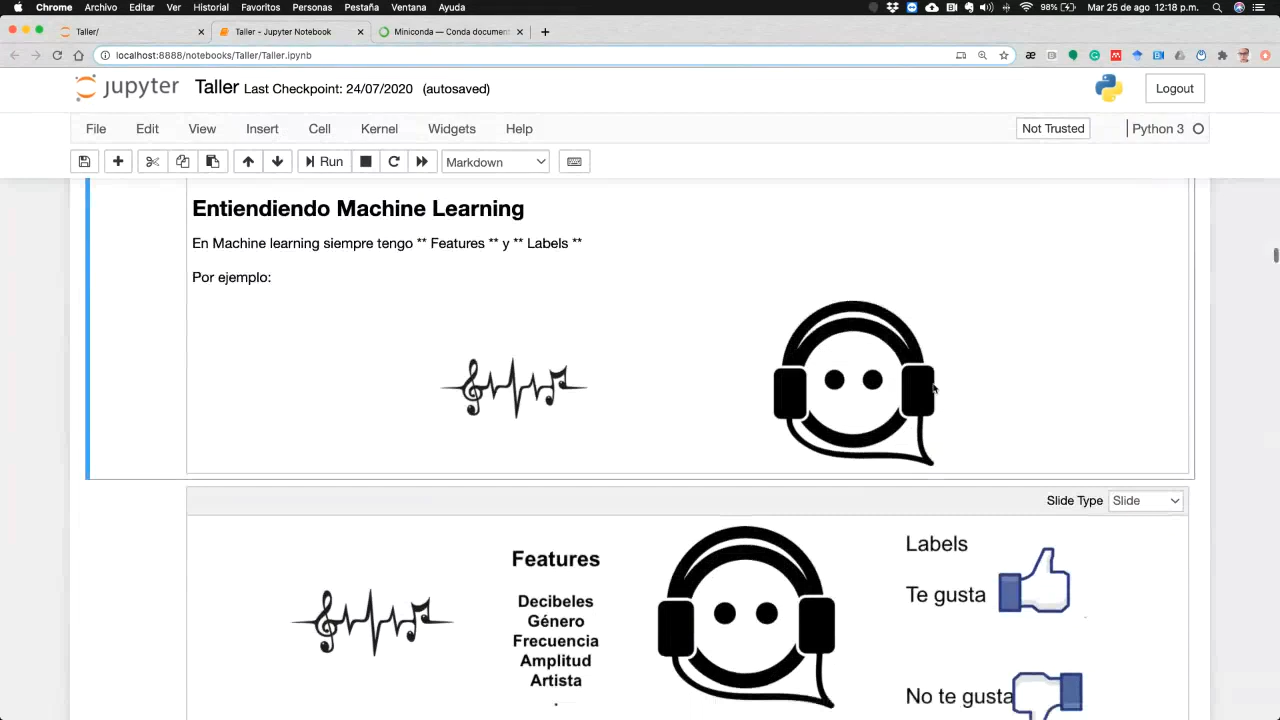 Chrome Archivo Editar Ver Historial Favoritos Personas Pestaña Ventana Ayuda 98% Mar 25 de ago 12:18 p.m.
Taller/ Taller - Jupyter Notebook Miniconda — Conda document
localhost:8888/notebooks/Taller/Taller.ipynb
jupyter Taller Last Checkpoint: 24/07/2020 (autosaved) Logout
File Edit View Insert Cell Kernel Widgets Help Not Trusted Python 3
Run Markdown
Entiendiendo Machine Learning
En Machine learning siempre tengo ** Features ** y ** Labels **
Por ejemplo:
Slide Type Slide
Features
Decibeles
Género
Frecuencia
Amplitud
Artista
Labels
Te gusta
No te gusta